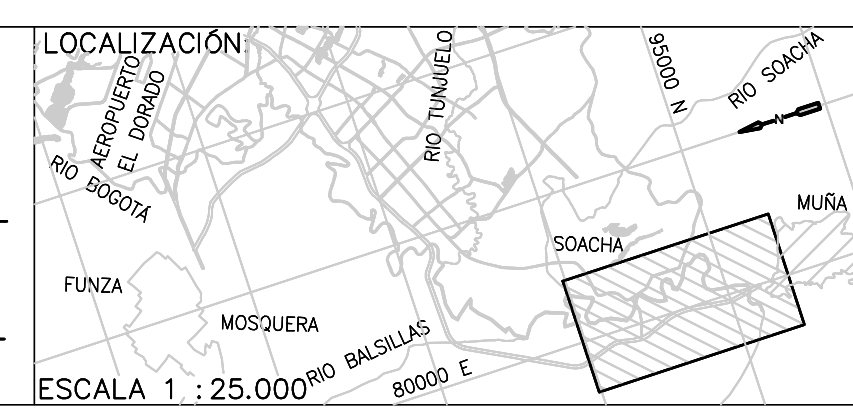 LOCALIZACIÓN:
AEROPUERTO
EL DORADO
RIO BOGOTÁ
RIO TUNJUELO
95000 N
RIO SOACHA
N
MUÑA
SOACHA
FUNZA
MOSQUERA
RIO BALSILLAS
80000 E
ESCALA 1 : 25.000